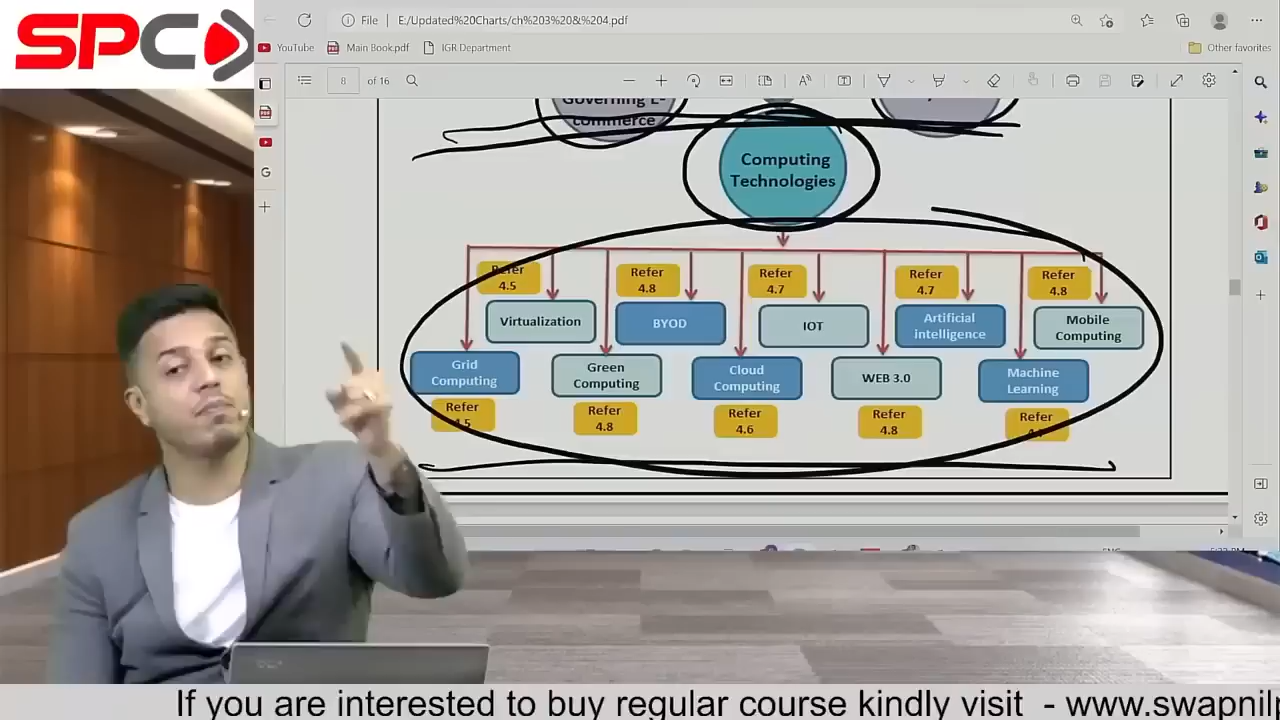 SPC
File
E:/Updated%20Charts/ch%203%20&%204.pdf
YouTube
Main Book.pdf
IGR Department
Other favorites
8
of 16
Governing E-
commerce
Computing
Technologies
Refer
4.5
Refer
4.8
Refer
4.7
Refer
4.7
Refer
4.8
Virtualization
BYOD
IOT
Artificial
intelligence
Mobile
Computing
Grid
Computing
Green
Computing
Cloud
Computing
WEB 3.0
Machine
Learning
Refer
4.5
Refer
4.8
Refer
4.6
Refer
4.8
Refer
If you are interested to buy regular course kindly visit - www.swapnil